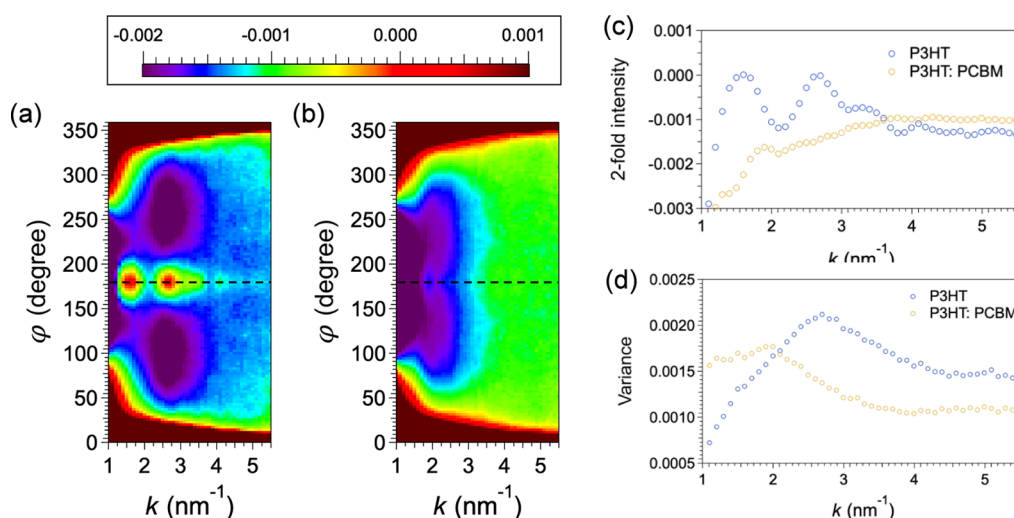 -0.002 -0.001 0.000 0.001
(a)
350
300
250
200
150
100
50
0
φ (degree)
1 2 3 4 5
k (nm-1)
(b)
350
300
250
200
150
100
50
0
φ (degree)
1 2 3 4 5
k (nm-1)
(c)
0.001
0.000
-0.001
-0.002
-0.003
2-fold intensity
P3HT
P3HT: PCBM
1 2 3 4 5
k (nm-1)
(d)
0.0025
0.0020
0.0015
0.0010
0.0005
Variance
P3HT
P3HT: PCBM
1 2 3 4 5
k (nm-1)